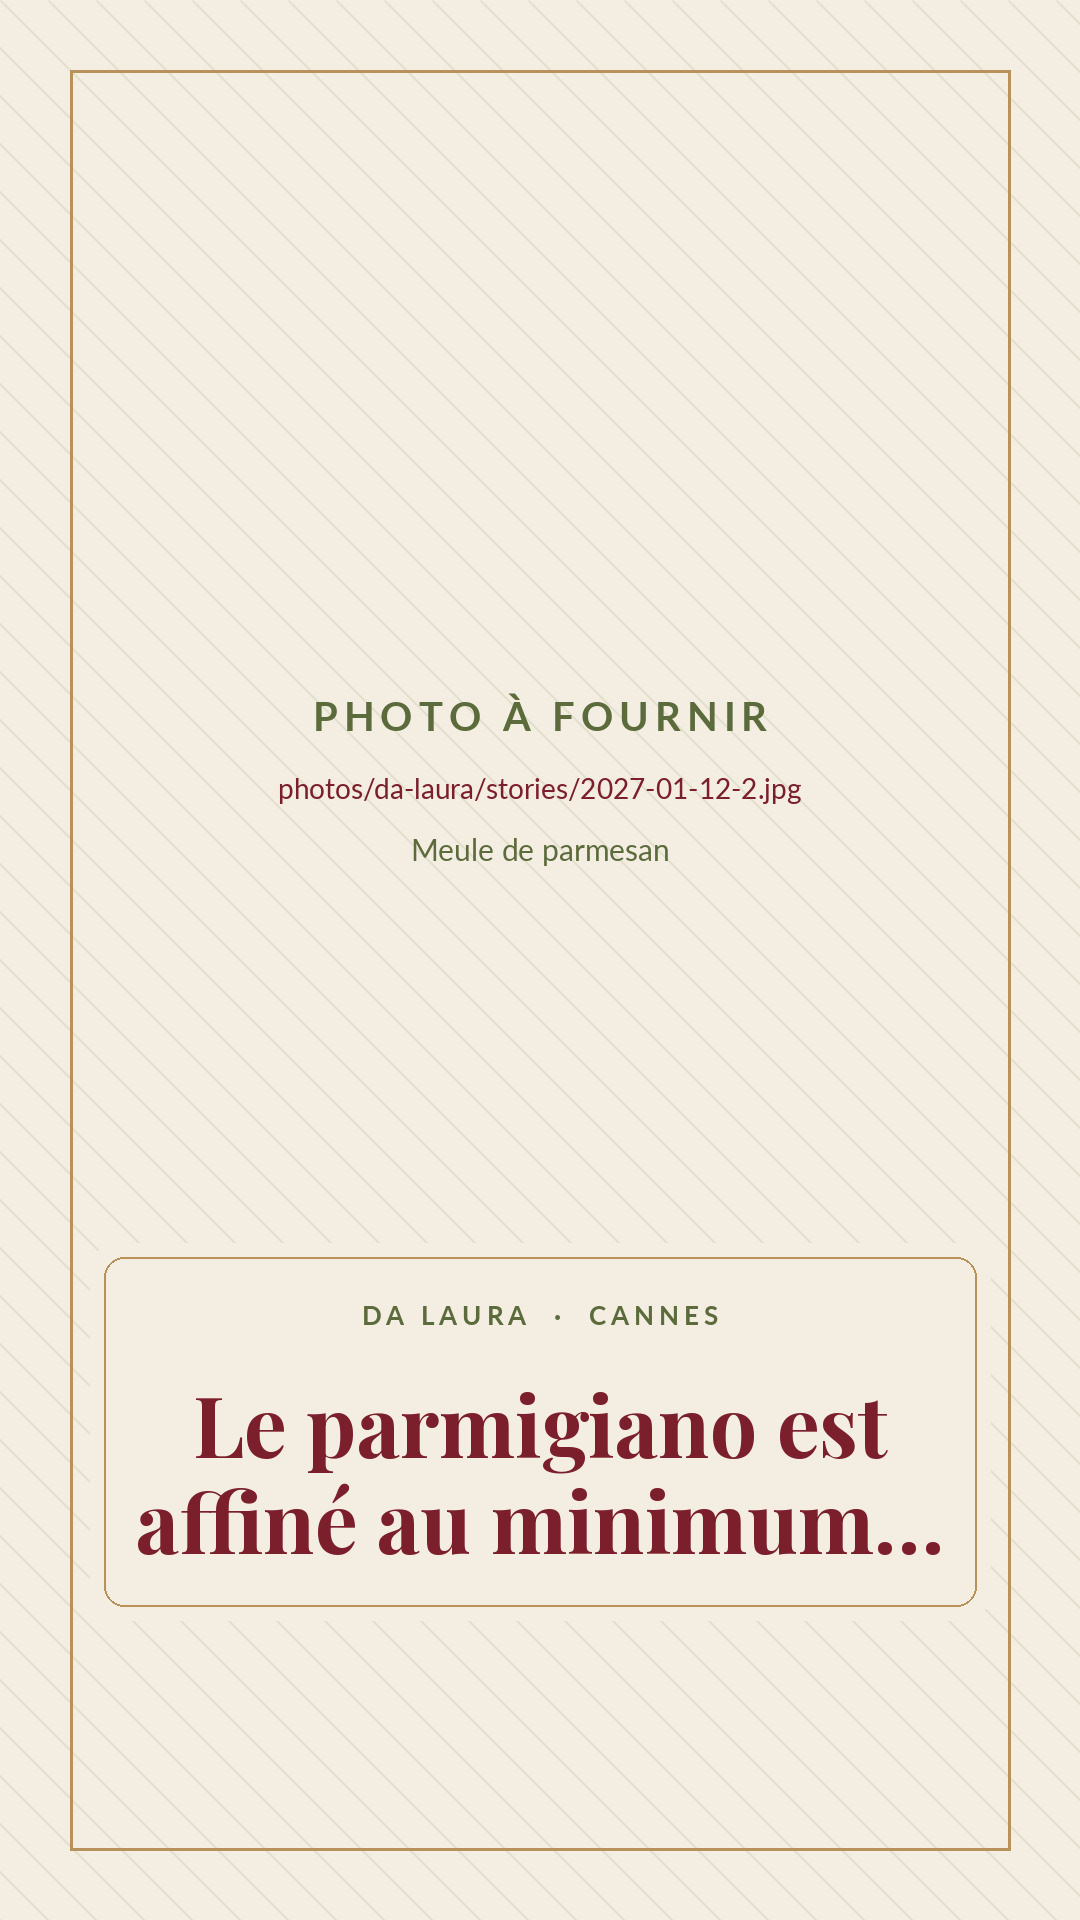 PHOTO À FOURNIR
photos/da-laura/stories/2027-01-12-2.jpg
Meule de parmesan
DA LAURA · CANNES
Le parmigiano est
affiné au minimum...